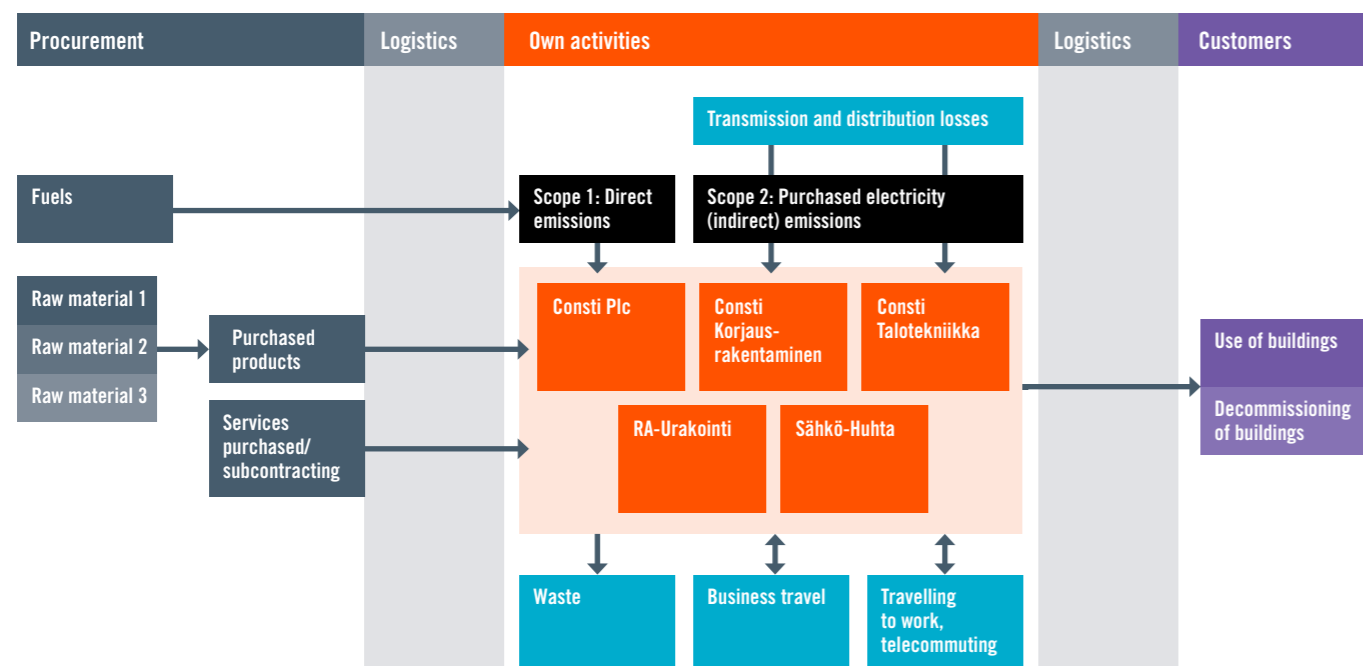 Procurement
Logistics
Own activities
Logistics
Customers
Transmission and distribution losses
Fuels
Scope 1: Direct
emissions
Scope 2: Purchased electricity
(indirect) emissions
Raw material 1
Raw material 2
Raw material 3
Purchased
products
Services
purchased/
subcontracting
Consti Plc
Consti
Korjaus-
rakentaminen
Consti
Talotekniikka
RA-Urakointi
Sähkö-Huhta
Use of buildings
Decommissioning
of buildings
Waste
Business travel
Travelling
to work,
telecommuting